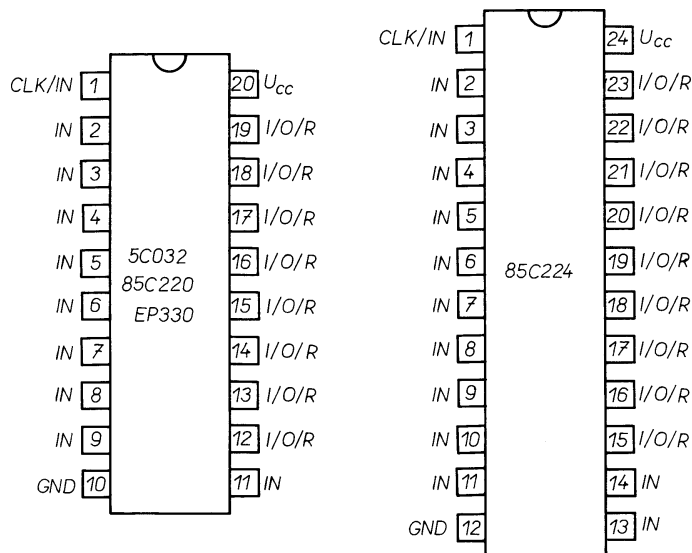 CLK/IN 1 20 Ucc
IN 2 19 I/O/R
IN 3 18 I/O/R
IN 4 17 I/O/R
IN 5 16 I/O/R
IN 6 15 I/O/R
IN 7 14 I/O/R
IN 8 13 I/O/R
IN 9 12 I/O/R
GND 10 11 IN
5C032
85C220
EP330
CLK/IN 1 24 Ucc
IN 2 23 I/O/R
IN 3 22 I/O/R
IN 4 21 I/O/R
IN 5 20 I/O/R
IN 6 19 I/O/R
IN 7 18 I/O/R
IN 8 17 I/O/R
IN 9 16 I/O/R
IN 10 15 I/O/R
IN 11 14 IN
GND 12 13 IN
85C224